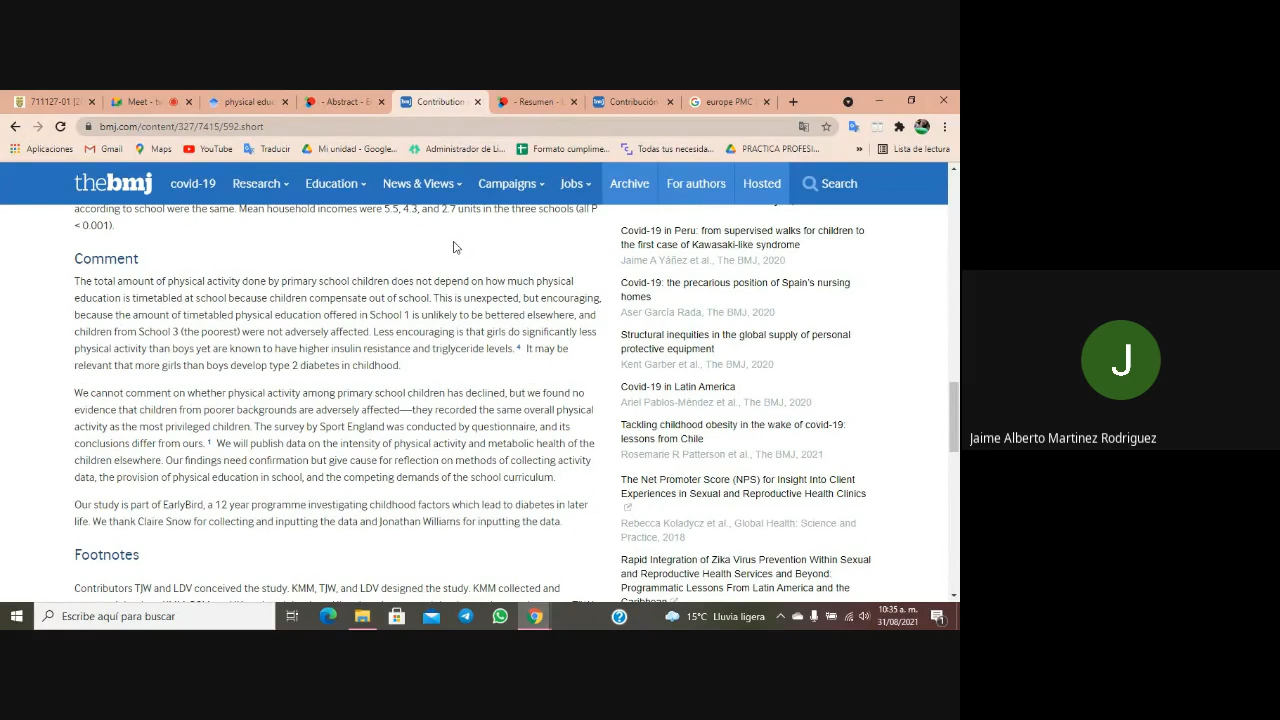 711127-01 [2
Meet - tw
physical educ
- Abstract - E
Contribution
- Resumen -
Contribución
europe PMC
bmj.com/content/327/7415/592.short
Aplicaciones
Gmail
Maps
YouTube
Traducir
Mi unidad - Google...
Administrador de Li...
Formato cumplime...
Todas tus necesida...
PRACTICA PROFESI...
»
Lista de lectura
thebmj
covid-19
Research
Education
News & Views
Campaigns
Jobs
Archive
For authors
Hosted
Search
according to school were the same. Mean household incomes were 5.5, 4.3, and 2.7 units in the three schools (all P
< 0.001).
Comment
The total amount of physical activity done by primary school children does not depend on how much physical
education is timetabled at school because children compensate out of school. This is unexpected, but encouraging,
because the amount of timetabled physical education offered in School 1 is unlikely to be bettered elsewhere, and
children from School 3 (the poorest) were not adversely affected. Less encouraging is that girls do significantly less
physical activity than boys yet are known to have higher insulin resistance and triglyceride levels. 4 It may be
relevant that more girls than boys develop type 2 diabetes in childhood.
We cannot comment on whether physical activity among primary school children has declined, but we found no
evidence that children from poorer backgrounds are adversely affected—they recorded the same overall physical
activity as the most privileged children. The survey by Sport England was conducted by questionnaire, and its
conclusions differ from ours. 1 We will publish data on the intensity of physical activity and metabolic health of the
children elsewhere. Our findings need confirmation but give cause for reflection on methods of collecting activity
data, the provision of physical education in school, and the competing demands of the school curriculum.
Our study is part of EarlyBird, a 12 year programme investigating childhood factors which lead to diabetes in later
life. We thank Claire Snow for collecting and inputting the data and Jonathan Williams for inputting the data.
Footnotes
Contributors TJW and LDV conceived the study. KMM, TJW, and LDV designed the study. KMM collected and
Covid-19 in Peru: from supervised walks for children to
the first case of Kawasaki-like syndrome
Jaime A Yáñez et al., The BMJ, 2020
Covid-19: the precarious position of Spain's nursing
homes
Aser García Rada, The BMJ, 2020
Structural inequities in the global supply of personal
protective equipment
Kent Garber et al., The BMJ, 2020
Covid-19 in Latin America
Ariel Pablos-Méndez et al., The BMJ, 2020
Tackling childhood obesity in the wake of covid-19:
lessons from Chile
Rosemarie R Patterson et al., The BMJ, 2021
The Net Promoter Score (NPS) for Insight Into Client
Experiences in Sexual and Reproductive Health Clinics
Rebecca Koladycz et al., Global Health: Science and
Practice, 2018
Rapid Integration of Zika Virus Prevention Within Sexual
and Reproductive Health Services and Beyond:
Programmatic Lessons From Latin America and the
Caribbean
J
Jaime Alberto Martinez Rodriguez
Escribe aquí para buscar
15°C Lluvia ligera
10:35 a. m.
31/08/2021